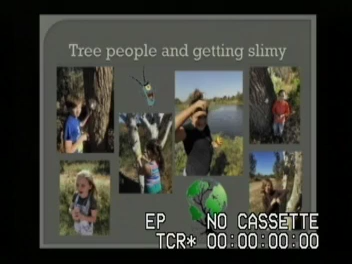 Tree people and getting slimy
EP NO CASSETTE
TCR* 00:00:00:00